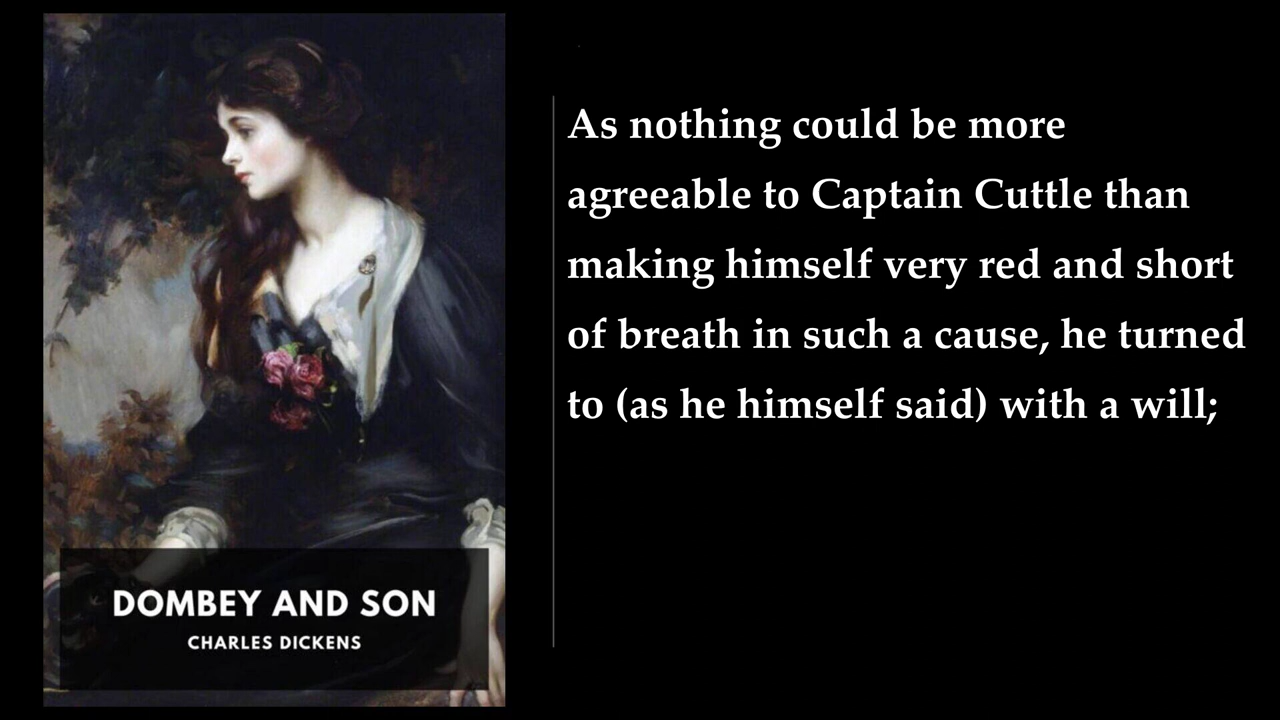 As nothing could be more
agreeable to Captain Cuttle than
making himself very red and short
of breath in such a cause, he turned
to (as he himself said) with a will;
DOMBEY AND SON
CHARLES DICKENS